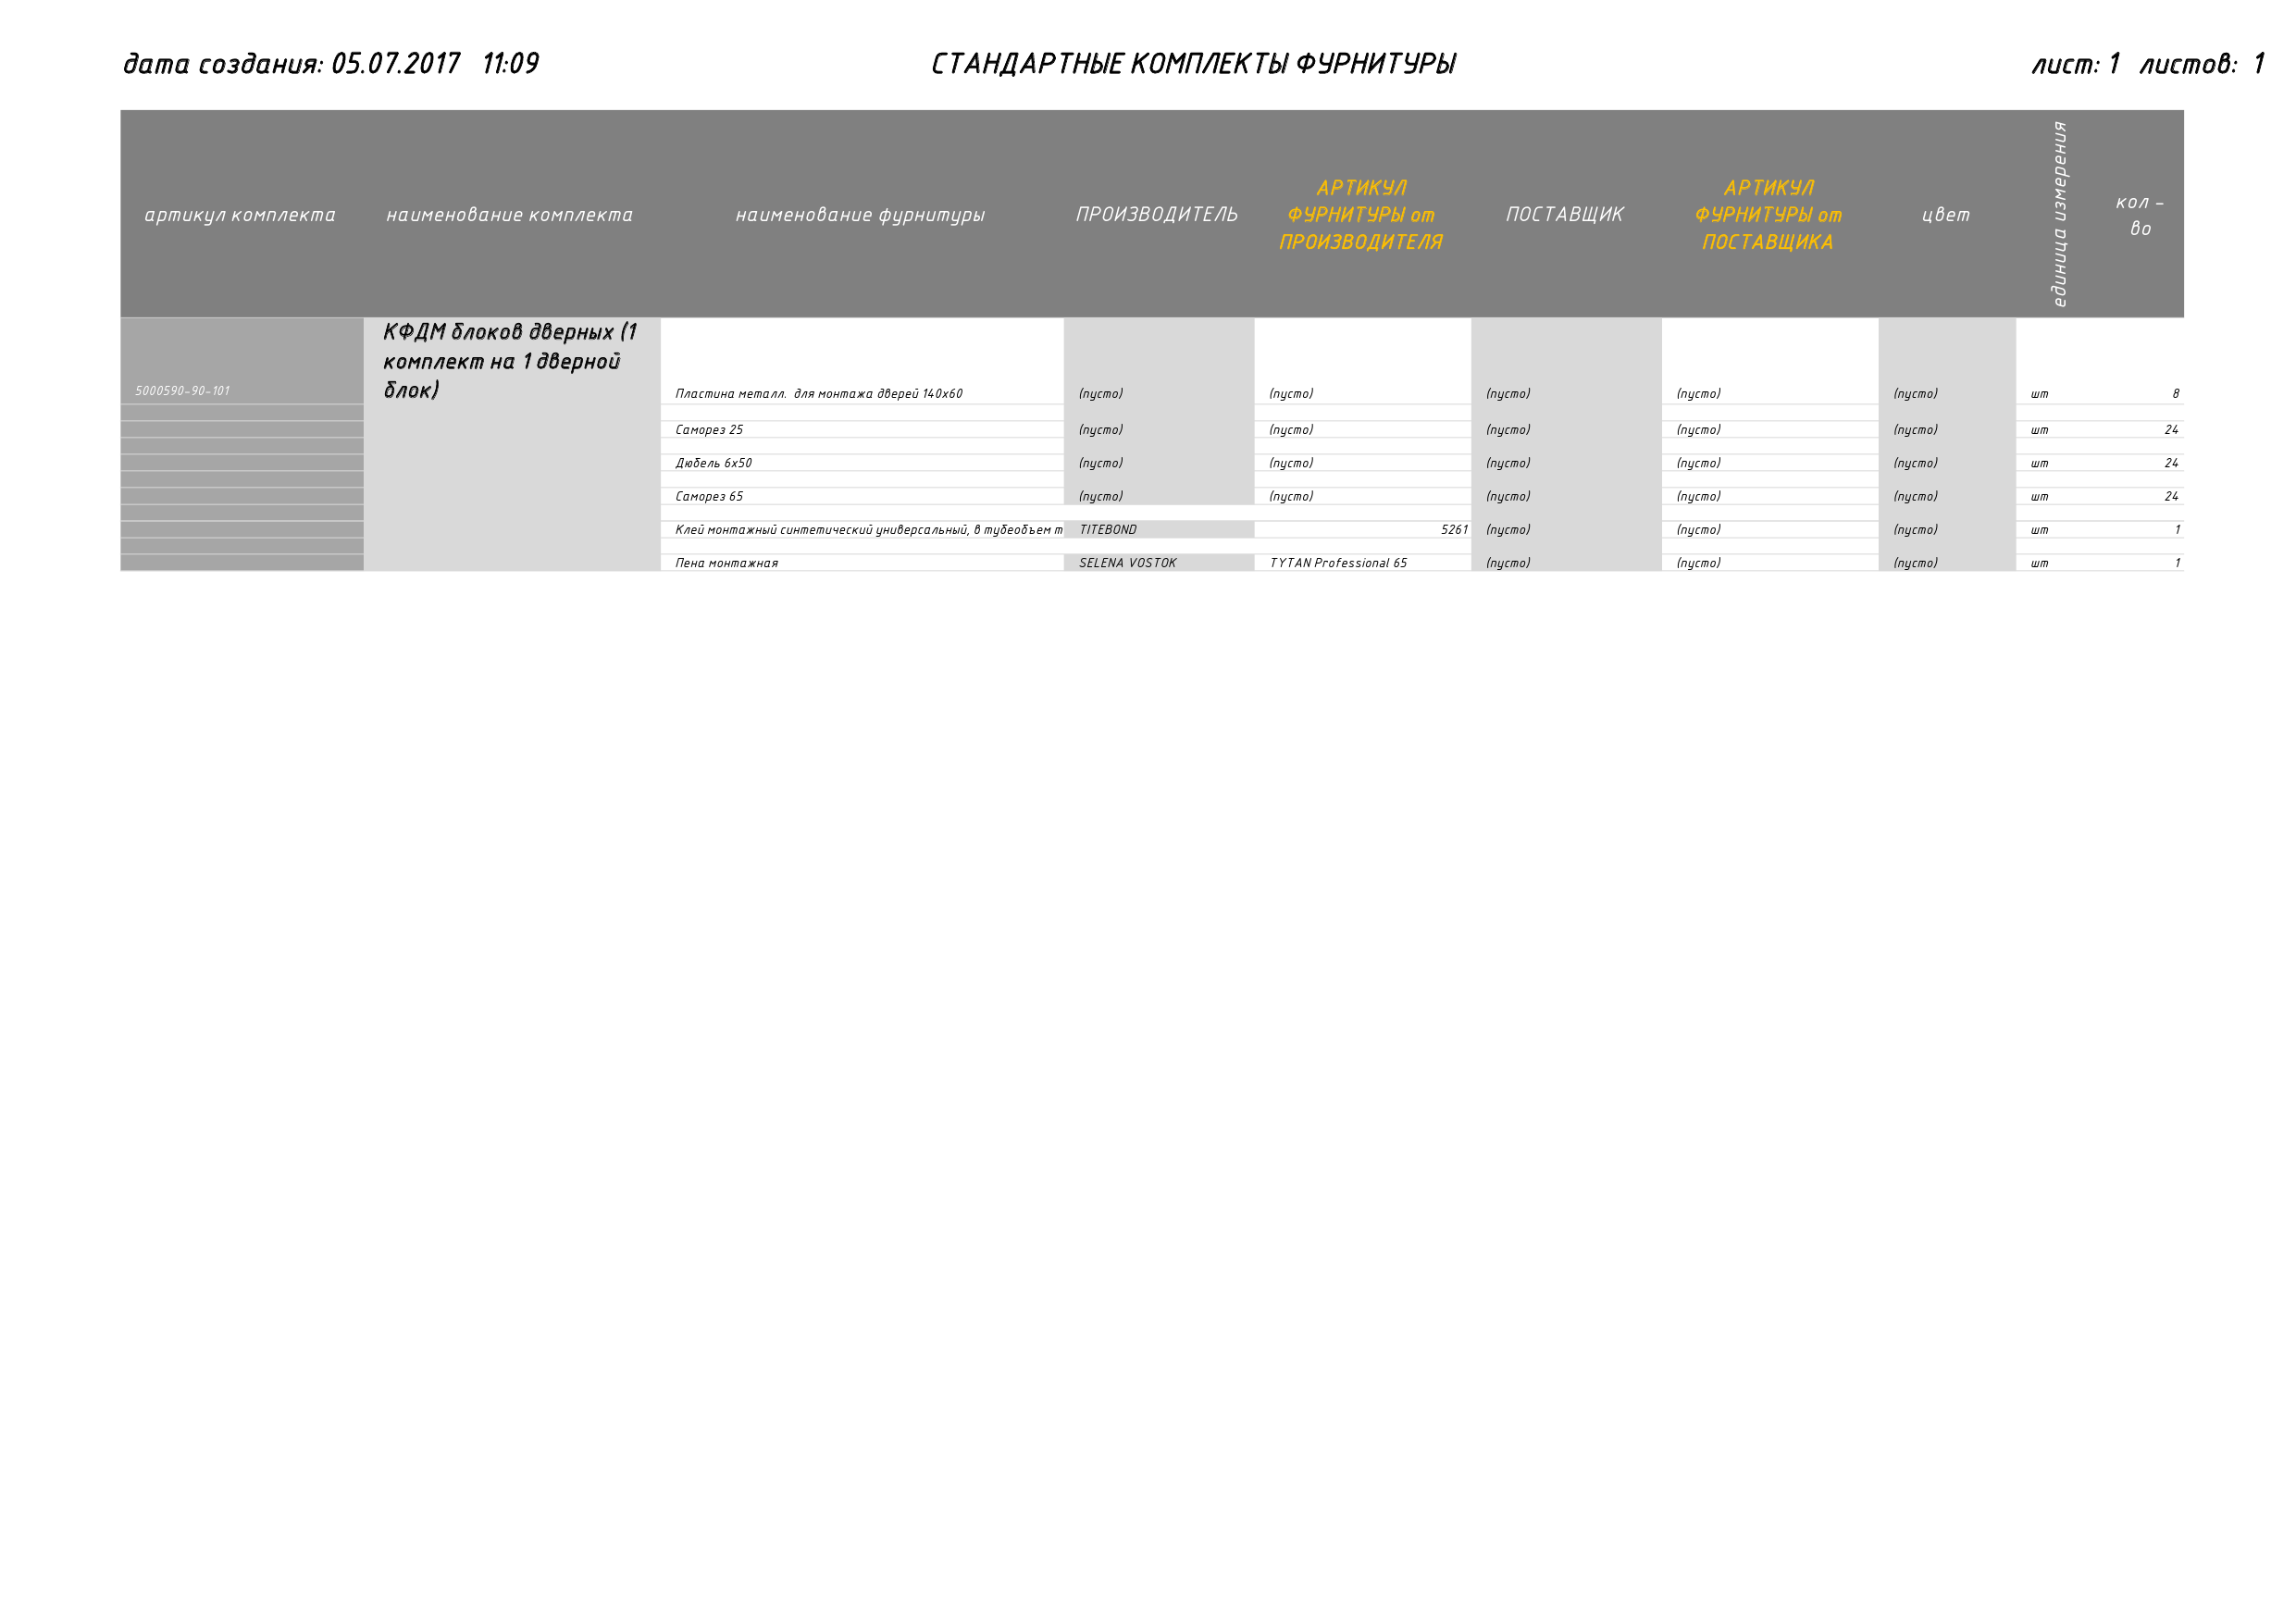 дата создания: 05.07.2017 11:09
СТАНДАРТНЫЕ КОМПЛЕКТЫ ФУРНИТУРЫ
лист: 1 листов: 1
артикул комплекта
наименование комплекта
наименование фурнитуры
ПРОИЗВОДИТЕЛЬ
АРТИКУЛ
ФУРНИТУРЫ от
ПРОИЗВОДИТЕЛЯ
ПОСТАВЩИК
АРТИКУЛ
ФУРНИТУРЫ от
ПОСТАВЩИКА
цвет
единица измерения
кол -
во
5000590-90-101
КФДМ блоков дверных (1
комплект на 1 дверной
блок)
Пластина металл. для монтажа дверей 140х60 (пусто) (пусто) (пусто) (пусто) (пусто) шт 8
Саморез 25 (пусто) (пусто) (пусто) (пусто) (пусто) шт 24
Дюбель 6х50 (пусто) (пусто) (пусто) (пусто) (пусто) шт 24
Саморез 65 (пусто) (пусто) (пусто) (пусто) (пусто) шт 24
Клей монтажный синтетический универсальный, в тубеобъем т TITEBOND 5261 (пусто) (пусто) (пусто) шт 1
Пена монтажная SELENA VOSTOK TYTAN Professional 65 (пусто) (пусто) (пусто) шт 1